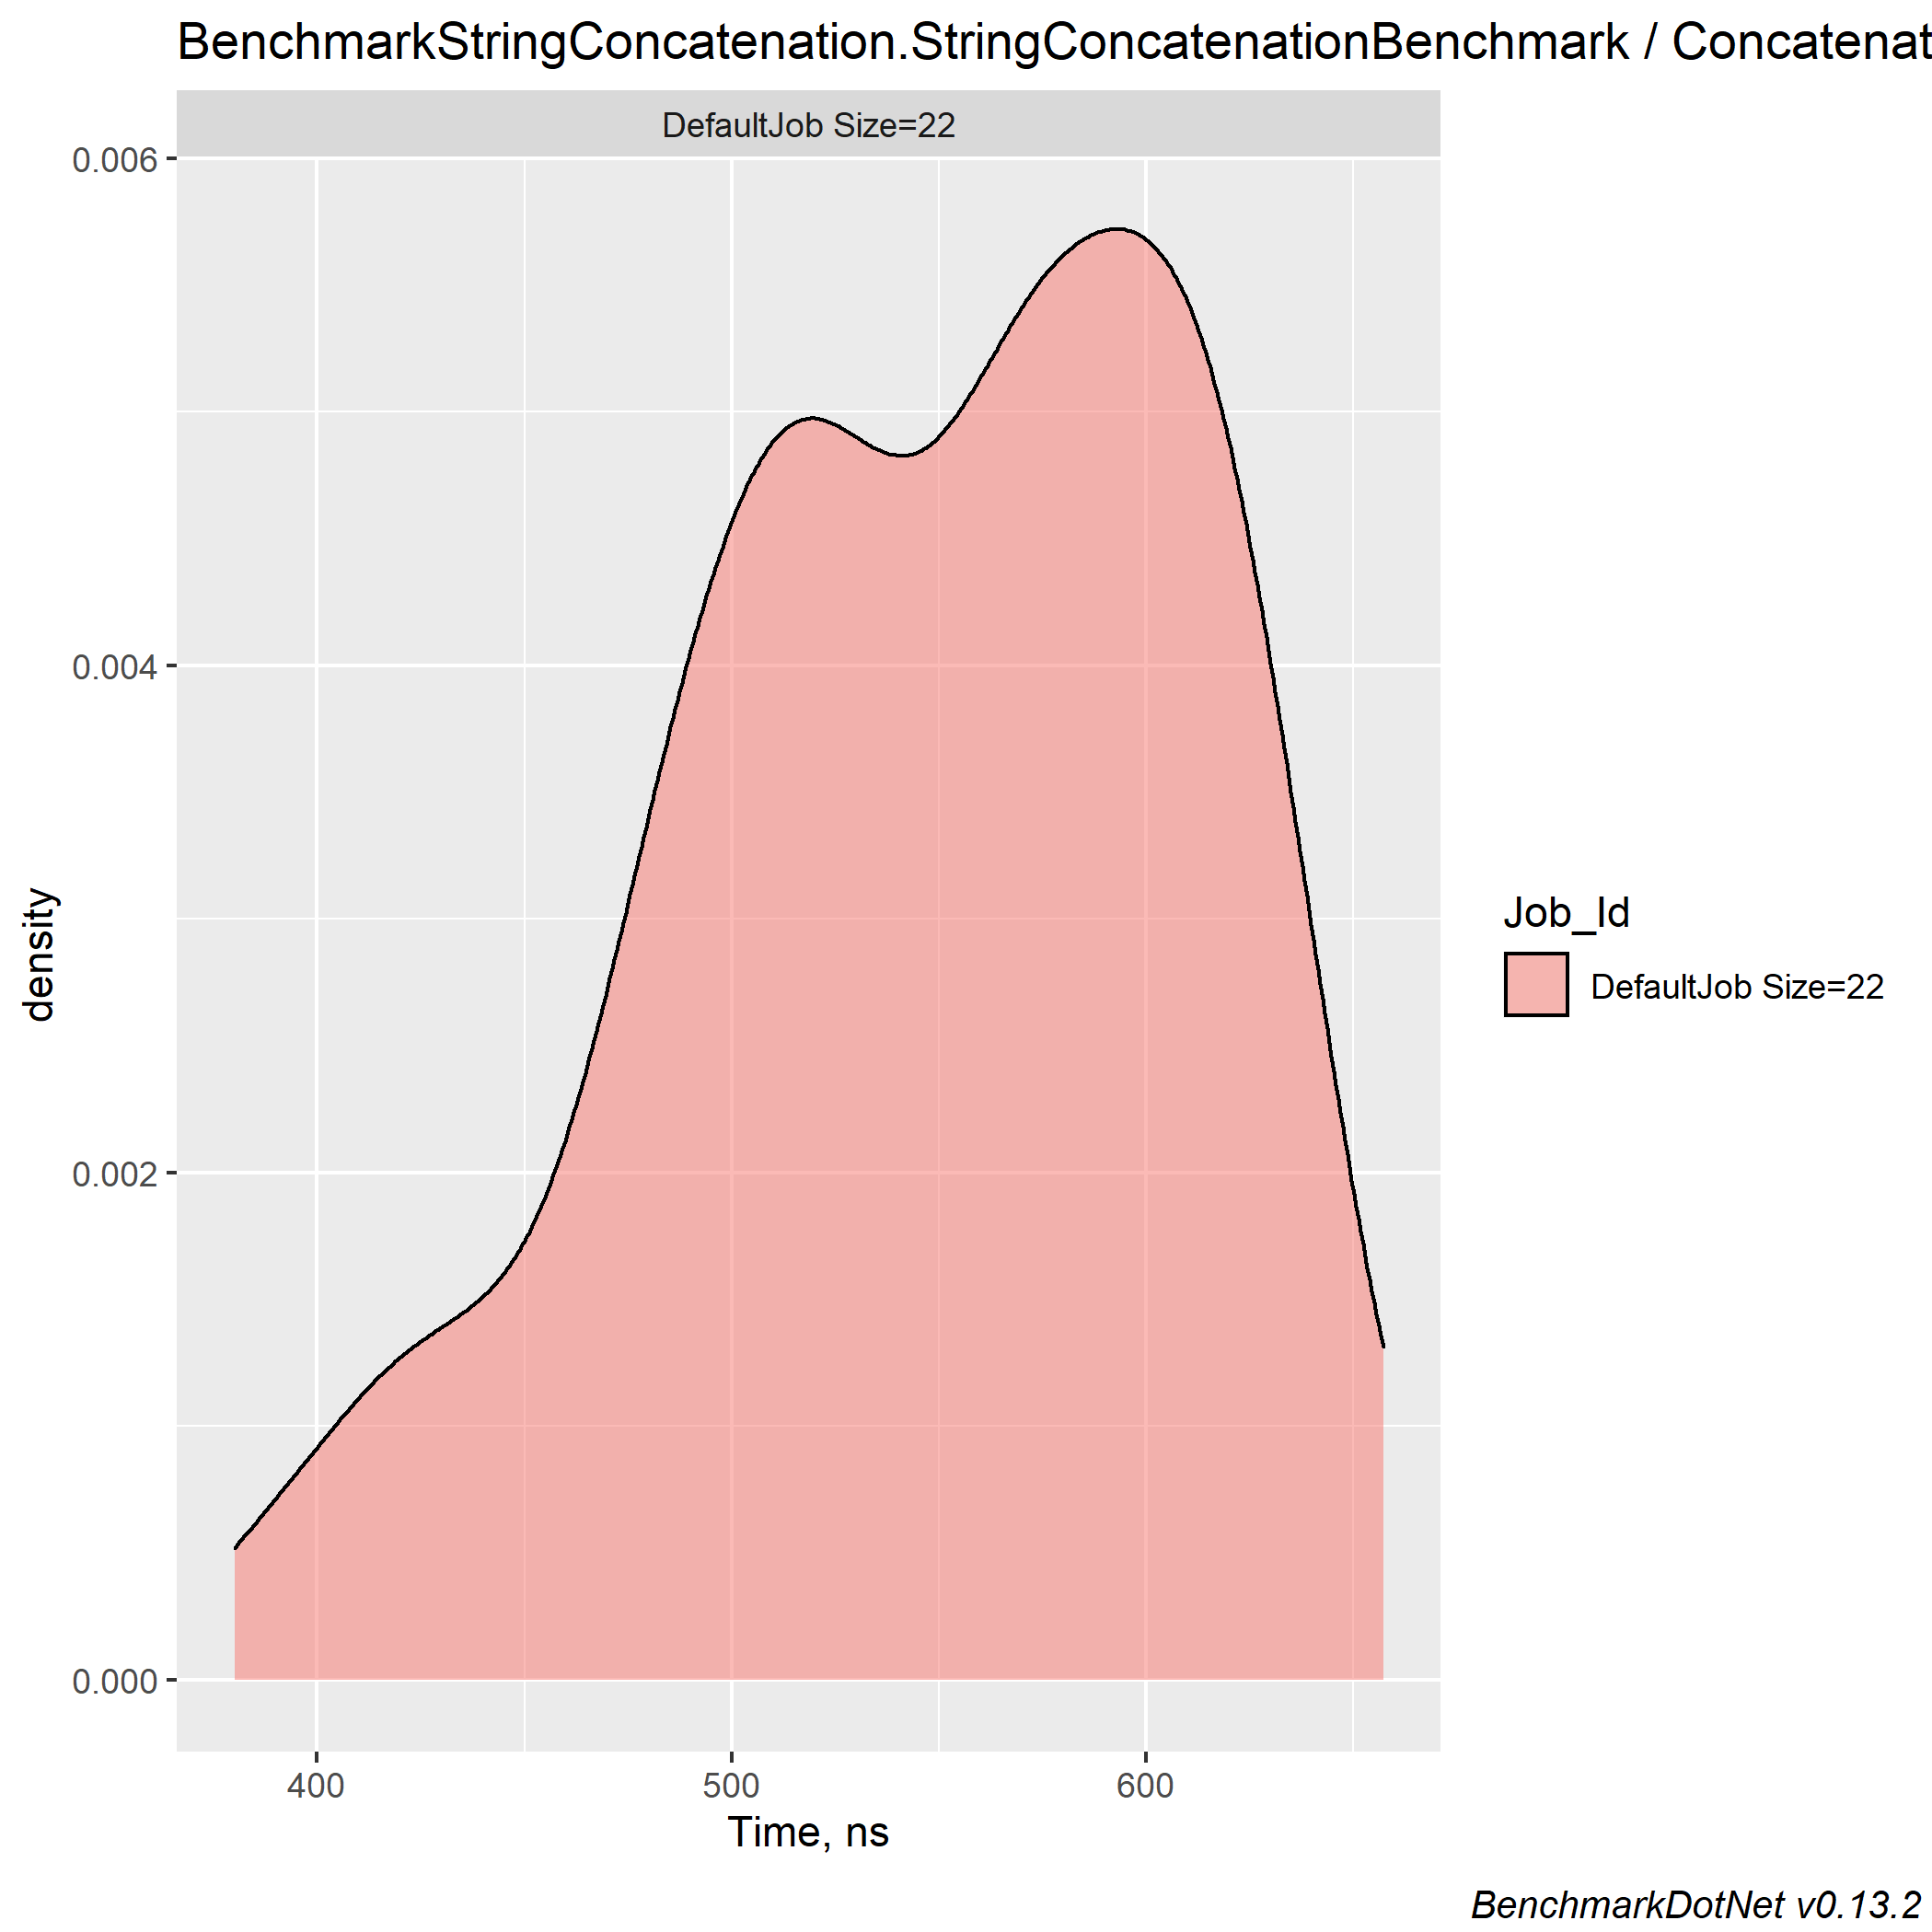 BenchmarkStringConcatenation.StringConcatenationBenchmark / Concatenat
DefaultJob Size=22
0.006
0.004
0.002
0.000
density
400 500 600
Time, ns
Job_Id
DefaultJob Size=22
BenchmarkDotNet v0.13.2